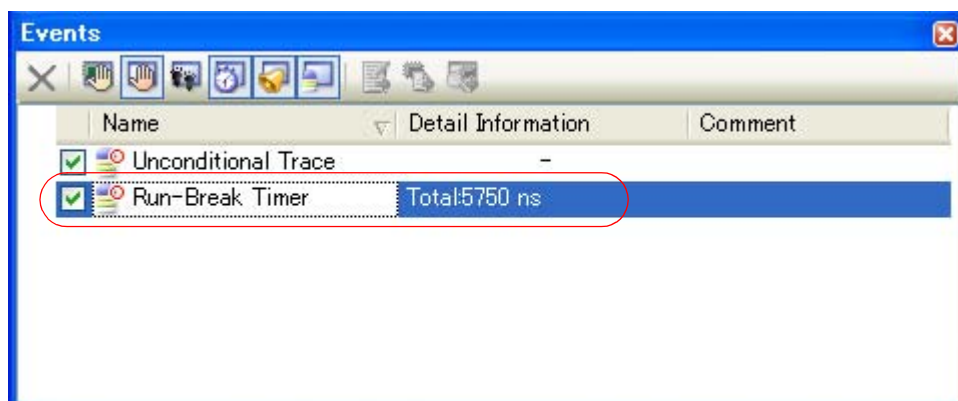 Events
Name Detail Information Comment
Unconditional Trace -
Run-Break Timer Total:5750 ns